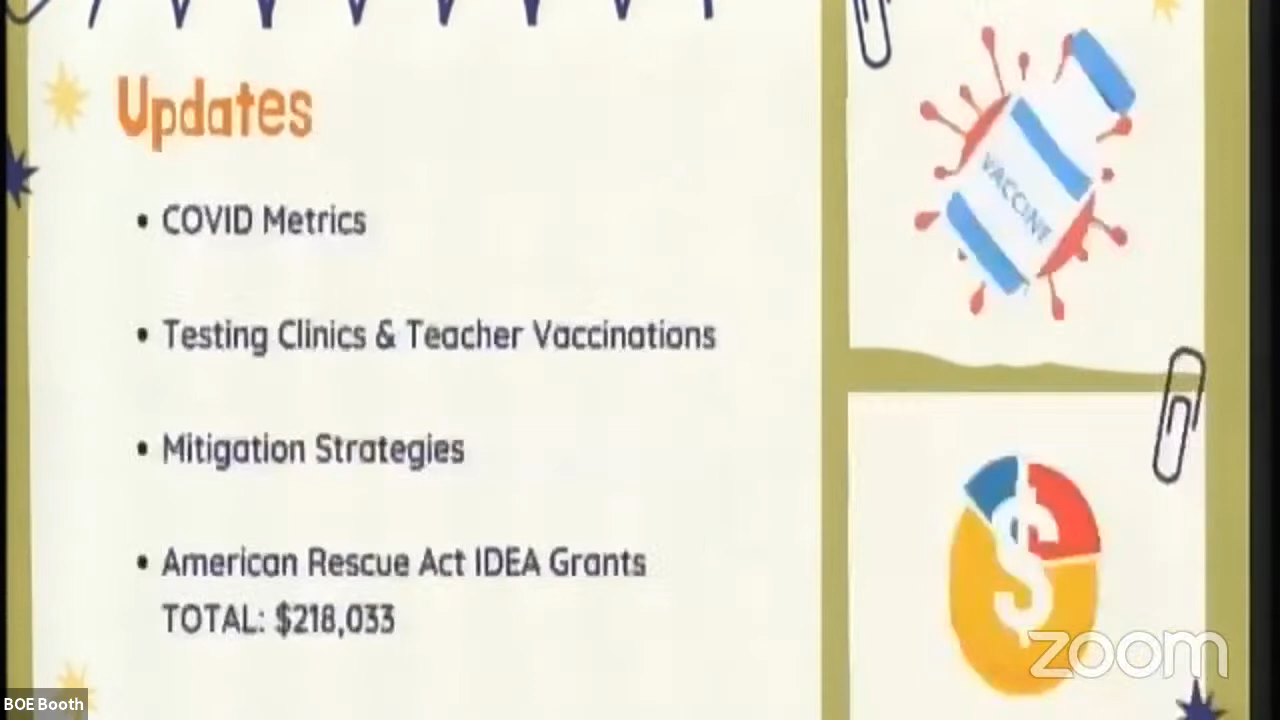 Updates
• COVID Metrics
• Testing Clinics & Teacher Vaccinations
• Mitigation Strategies
• American Rescue Act IDEA Grants
TOTAL: $218,033
VACCINE
$
zoom
BOE Booth